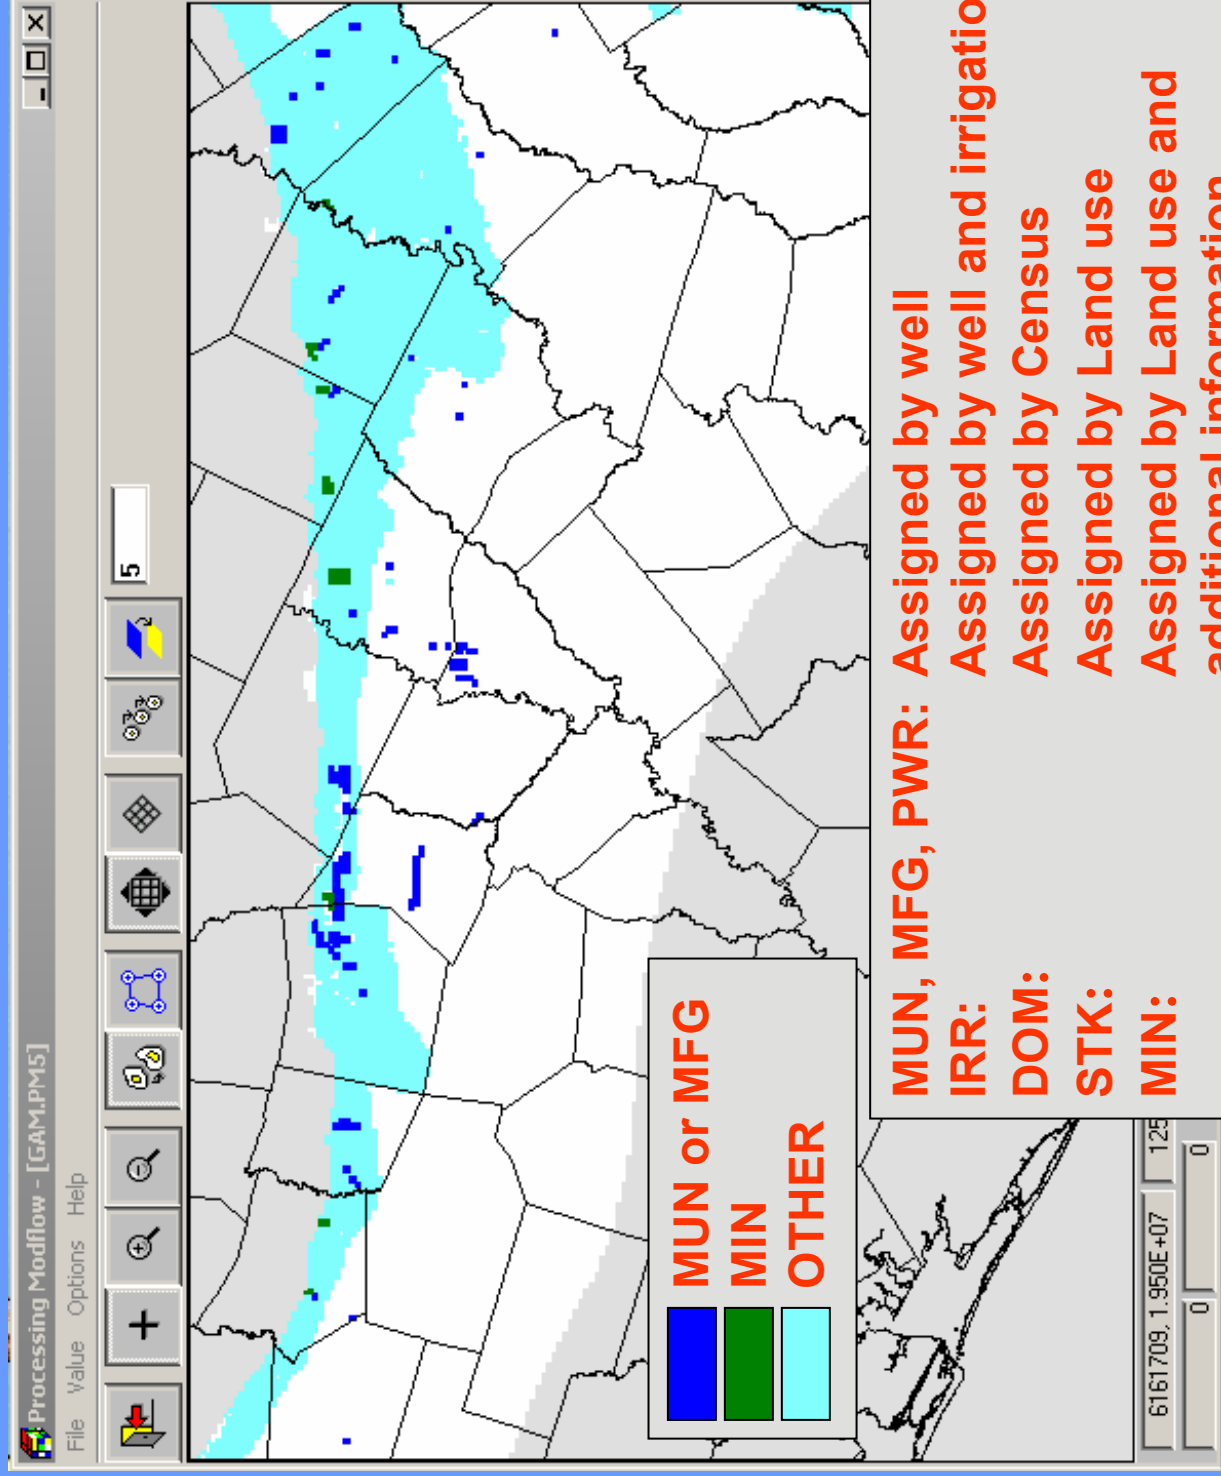 Processing Modflow - [GAM.PM5]
File Value Options Help
5
MUN or MFG
MIN
OTHER
MUN, MFG, PWR: Assigned by well
IRR: Assigned by well and irrigatio
DOM: Assigned by Census
STK: Assigned by Land use
MIN: Assigned by Land use and
additional information
6161709, 1.950E+07
125
0
0